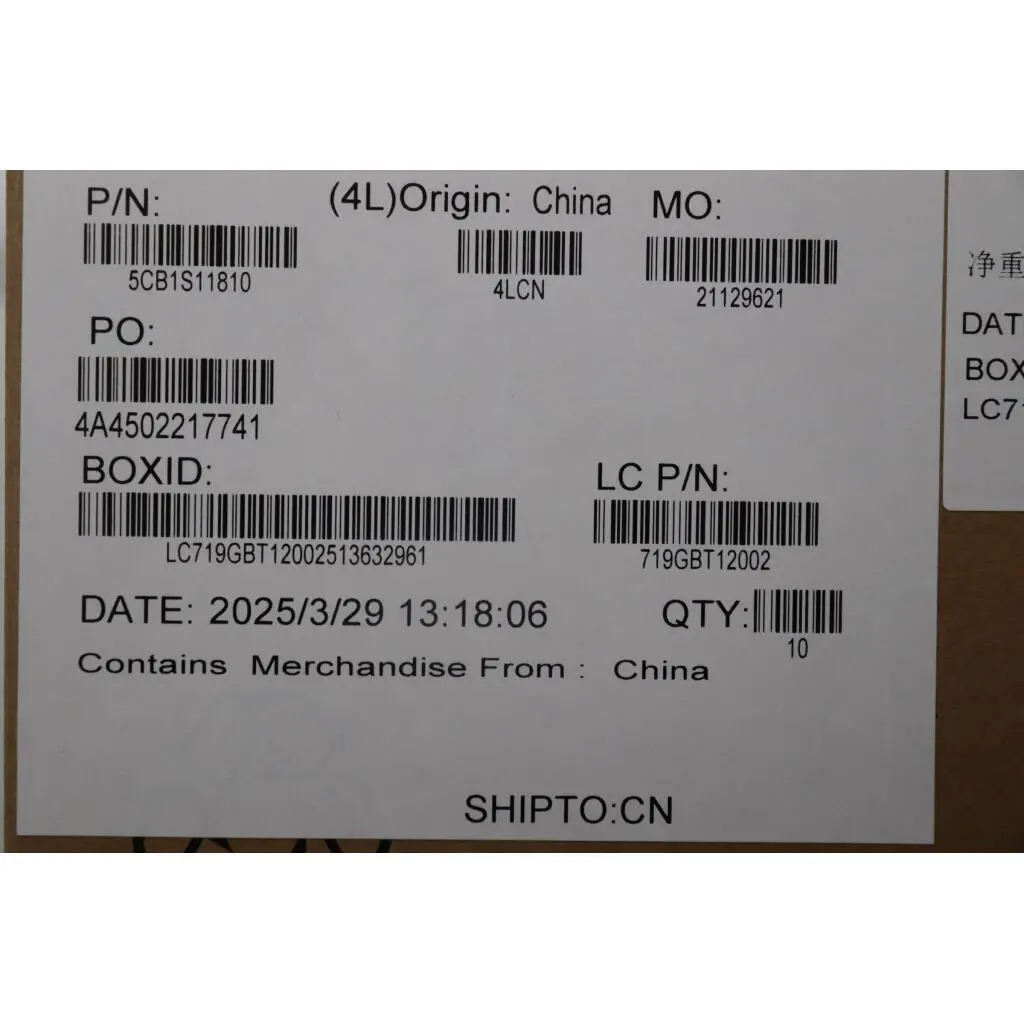 P/N:
(4L)Origin: China
MO:
5CB1S11810
4LCN
21129621
PO:
4A4502217741
BOXID:
LC P/N:
LC719GBT12002513632961
719GBT12002
DATE: 2025/3/29 13:18:06
QTY:
10
Contains Merchandise From : China
SHIPTO:CN
净重
DAT
BOX
LC71